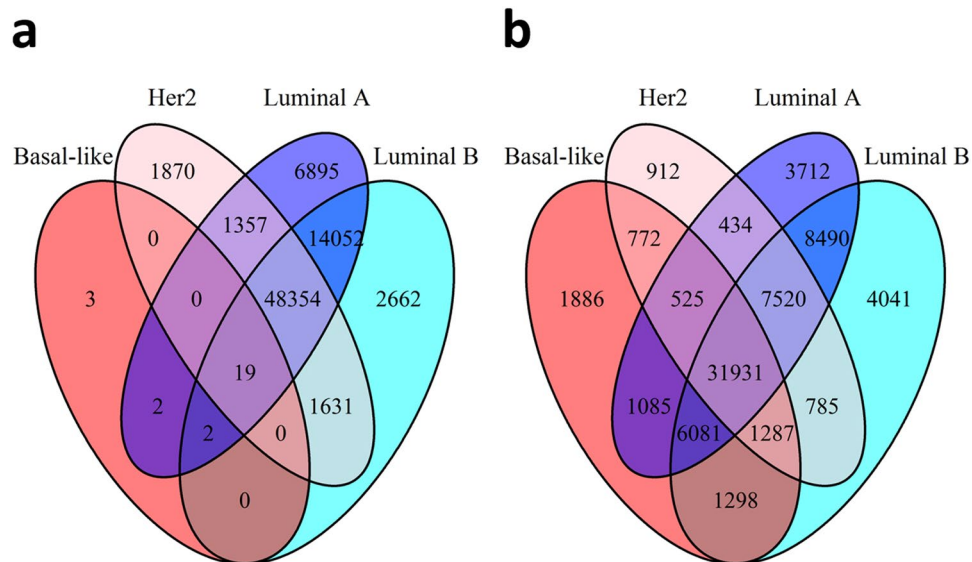 a b
Her2 Luminal A Her2 Luminal A
Basal-like Luminal B Basal-like Luminal B
1870 6895 912 3712
0 1357 14052 772 434 8490
3 0 48354 2662 1886 525 7520 4041
19 31931
2 1631 1085 785
2 0 6081 1287
0 1298